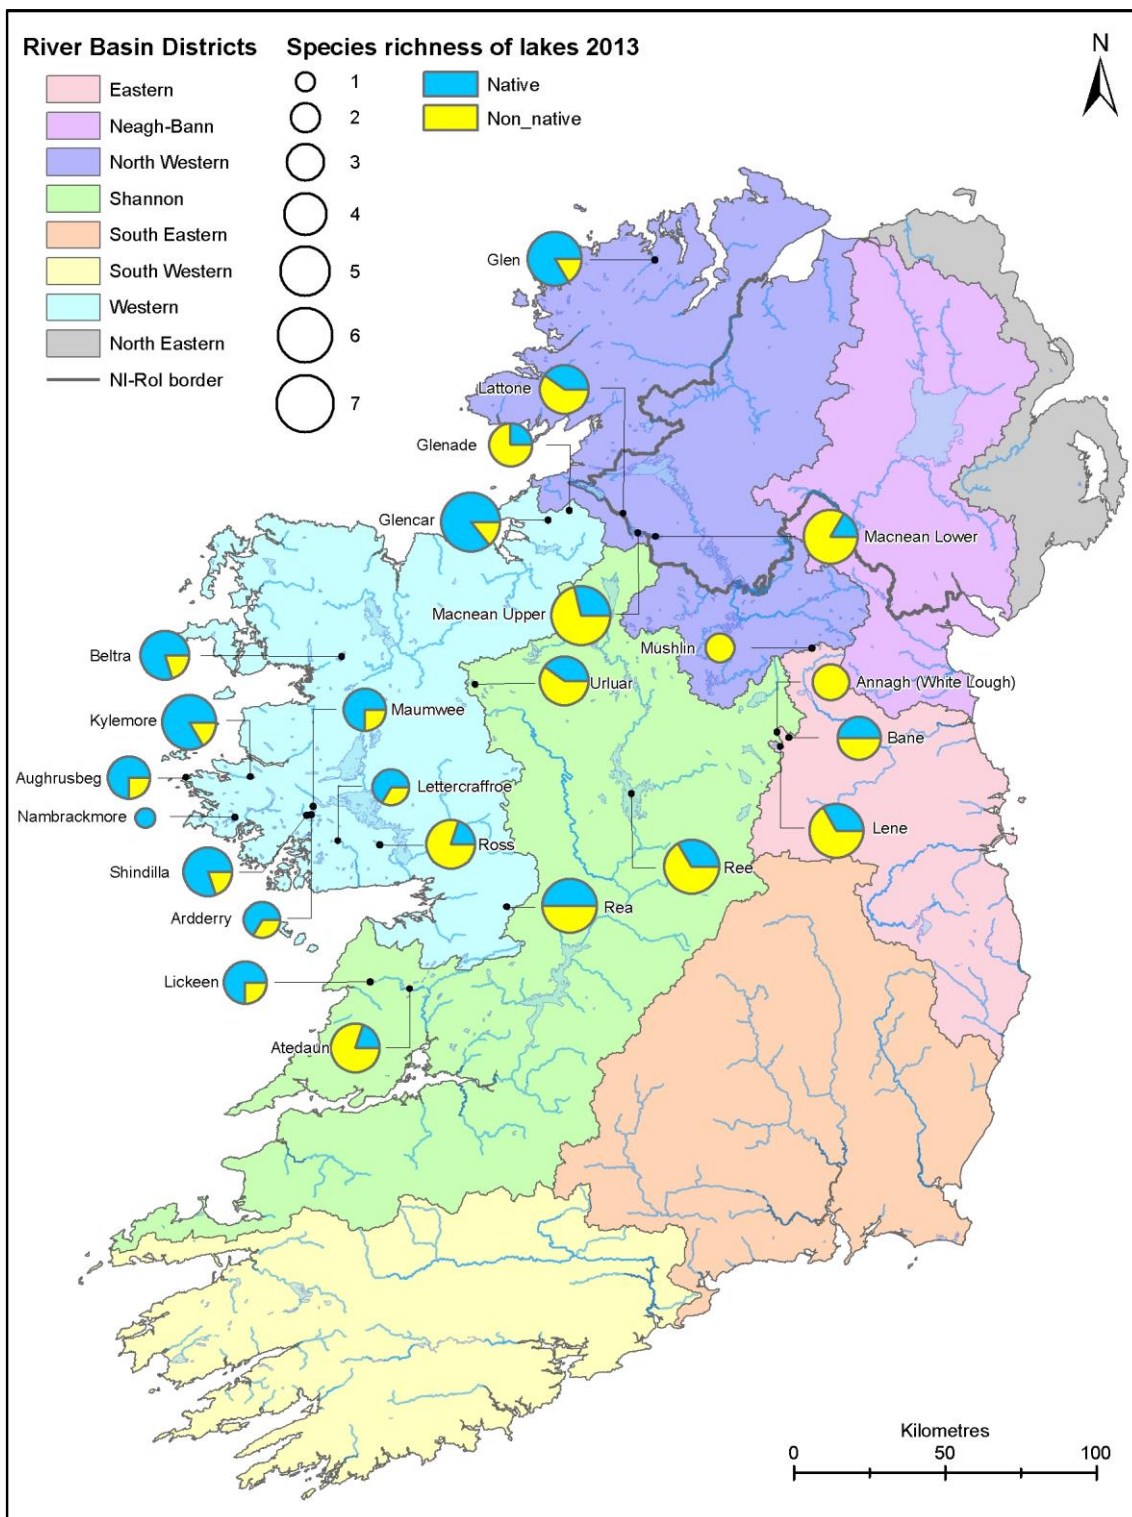 River Basin Districts
Eastern
Neagh-Bann
North Western
Shannon
South Eastern
South Western
Western
North Eastern
NI-RoI border
Species richness of lakes 2013
1
2
3
4
5
6
7
Native
Non_native
N
Glen
Lattone
Glenade
Glencar
Macnean Lower
Macnean Upper
Mushlin
Beltra
Urluar
Annagh (White Lough)
Maumwee
Kylemore
Bane
Aughrusbeg
Lettercraffroe
Nambrackmore
Lene
Ross
Shindilla
Ree
Rea
Ardderry
Lickeen
Atedaun
Kilometres
0 50 100